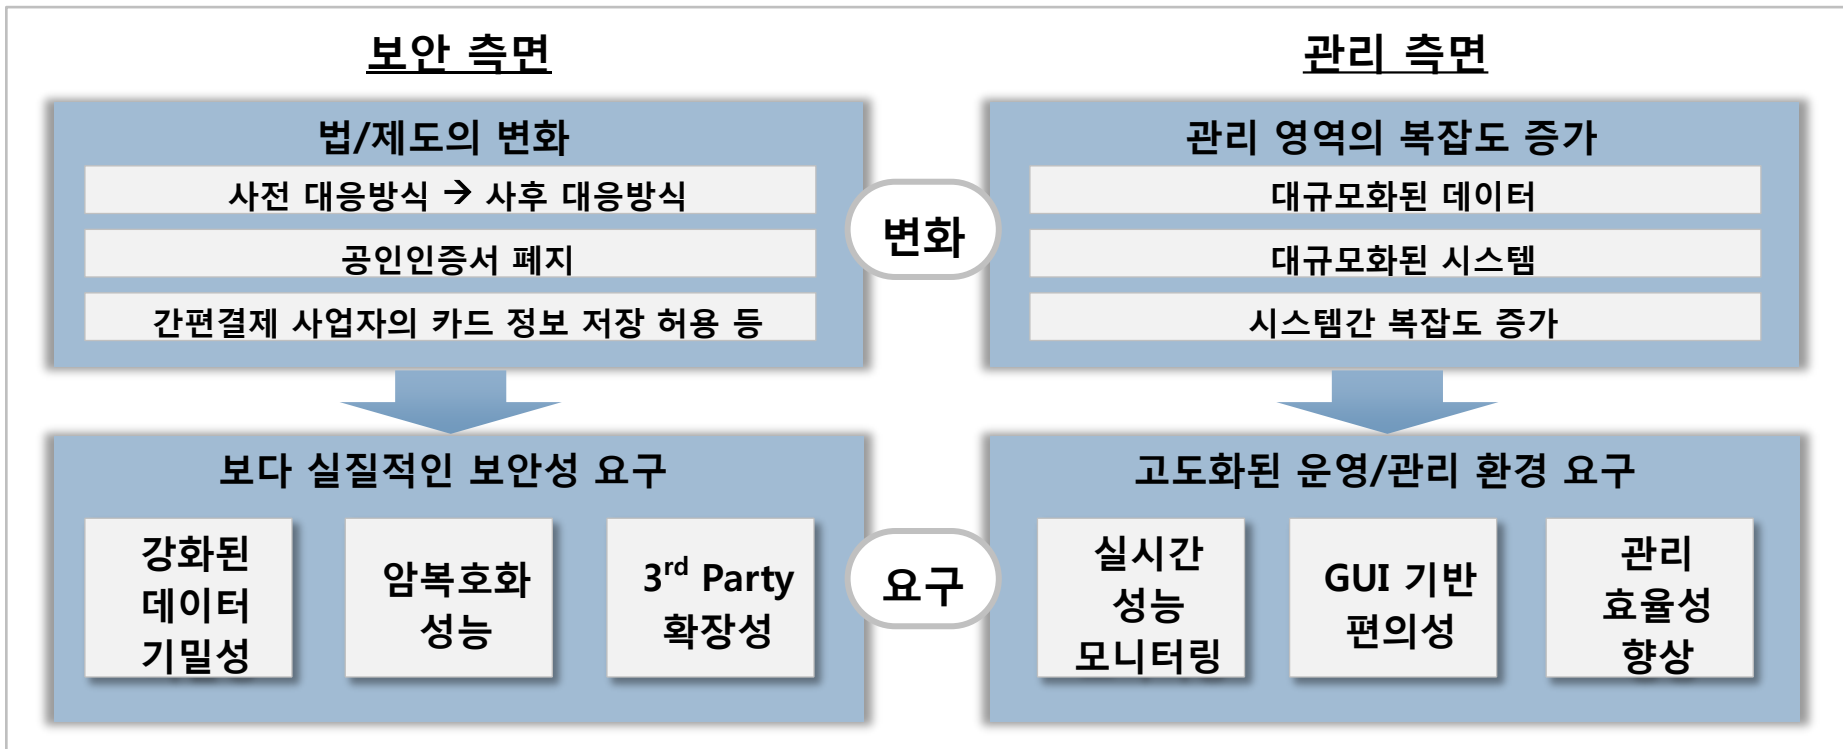 보안 측면
법/제도의 변화
사전 대응방식 → 사후 대응방식
공인인증서 폐지
간편결제 사업자의 카드 정보 저장 허용 등
변화
관리 측면
관리 영역의 복잡도 증가
대규모화된 데이터
대규모화된 시스템
시스템간 복잡도 증가
보다 실질적인 보안성 요구
강화된
데이터
기밀성
암복호화
성능
3rd Party
확장성
요구
고도화된 운영/관리 환경 요구
실시간
성능
모니터링
GUI 기반
편의성
관리
효율성
향상